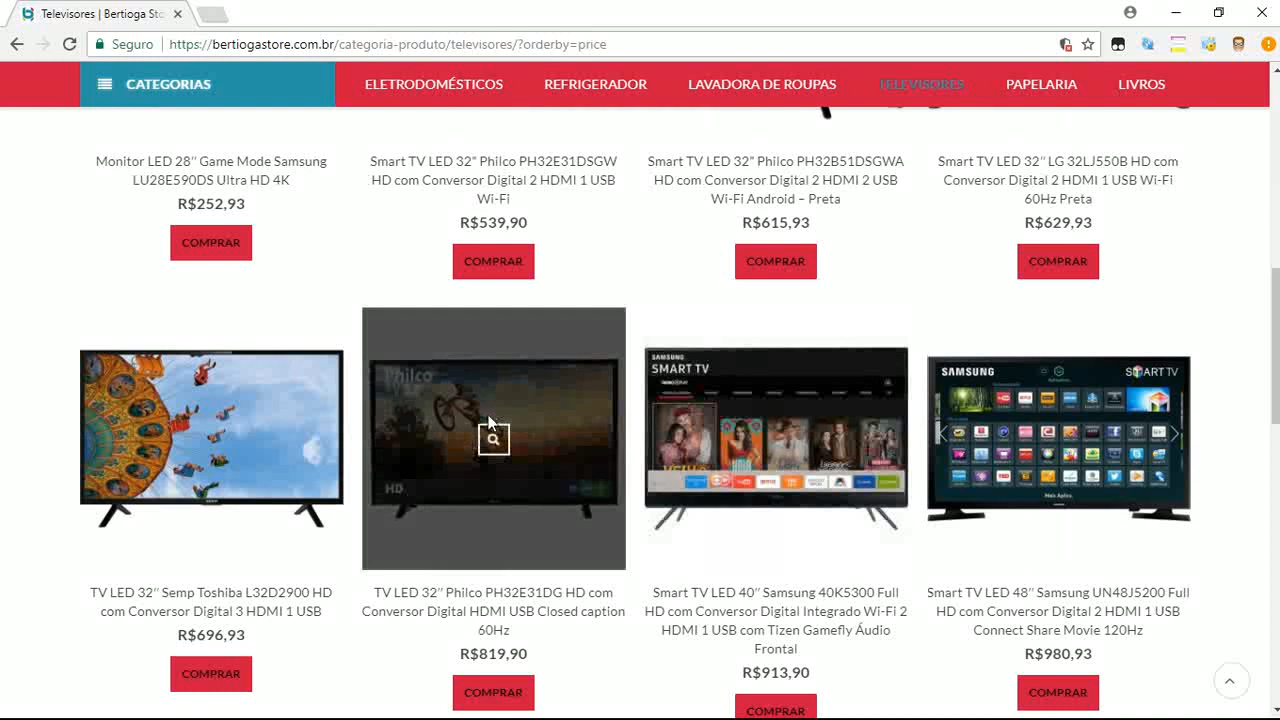 Televisores | Bertioga Sto
Seguro
https://bertiogastore.com.br/categoria-produto/televisores/?orderby=price
CATEGORIAS
ELETRODOMÉSTICOS
REFRIGERADOR
LAVADORA DE ROUPAS
TELEVISORES
PAPELARIA
LIVROS
Monitor LED 28″ Game Mode Samsung
LU28E590DS Ultra HD 4K
R$252,93
COMPRAR
Smart TV LED 32” Philco PH32E31DSGW
HD com Conversor Digital 2 HDMI 1 USB
Wi-Fi
R$539,90
COMPRAR
Smart TV LED 32” Philco PH32B51DSGWA
HD com Conversor Digital 2 HDMI 2 USB
Wi-Fi Android – Preta
R$615,93
COMPRAR
Smart TV LED 32″ LG 32LJ550B HD com
Conversor Digital 2 HDMI 1 USB Wi-Fi
60Hz Preta
R$629,93
COMPRAR
Philco
HD
SAMSUNG
SMART TV
SAMSUNG
SMART TV
Mais Aplics.
TV LED 32″ Semp Toshiba L32D2900 HD
com Conversor Digital 3 HDMI 1 USB
R$696,93
COMPRAR
TV LED 32″ Philco PH32E31DG HD com
Conversor Digital HDMI USB Closed caption
60Hz
R$819,90
COMPRAR
Smart TV LED 40″ Samsung 40K5300 Full
HD com Conversor Digital Integrado Wi-Fi 2
HDMI 1 USB com Tizen Gamefly Áudio
Frontal
R$913,90
COMPRAR
Smart TV LED 48″ Samsung UN48J5200 Full
HD com Conversor Digital 2 HDMI 1 USB
Connect Share Movie 120Hz
R$980,93
COMPRAR